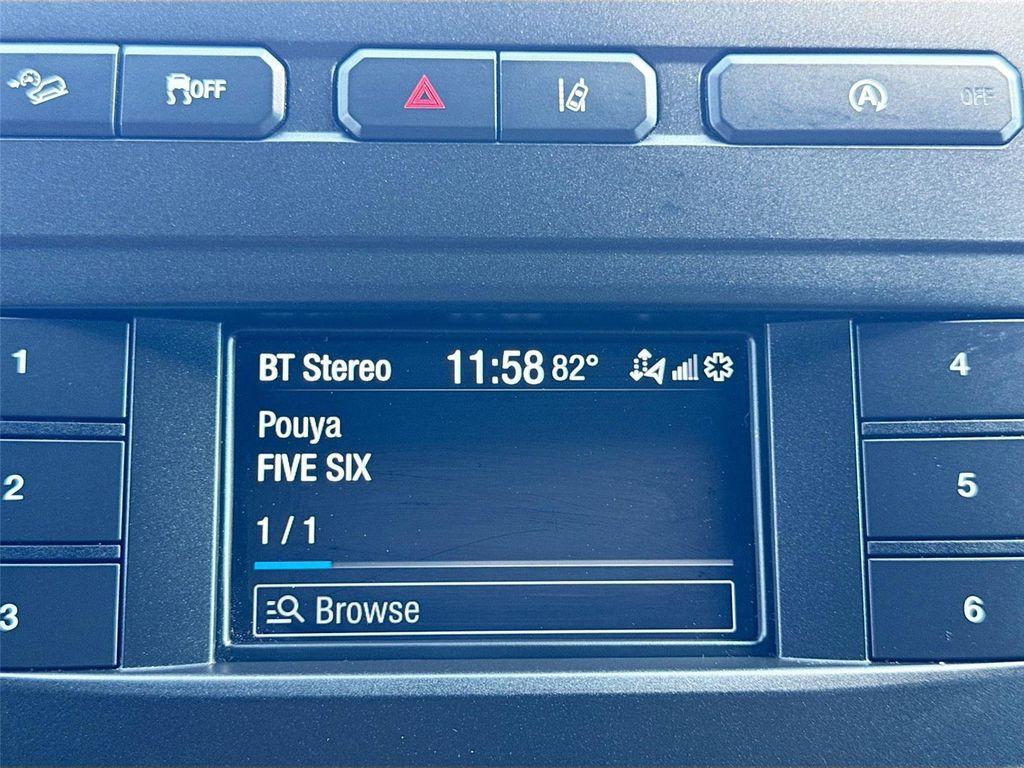 OFF
A OFF
BT Stereo 11:58 82°
Pouya
FIVE SIX
1 / 1
Browse
1
2
3
4
5
6